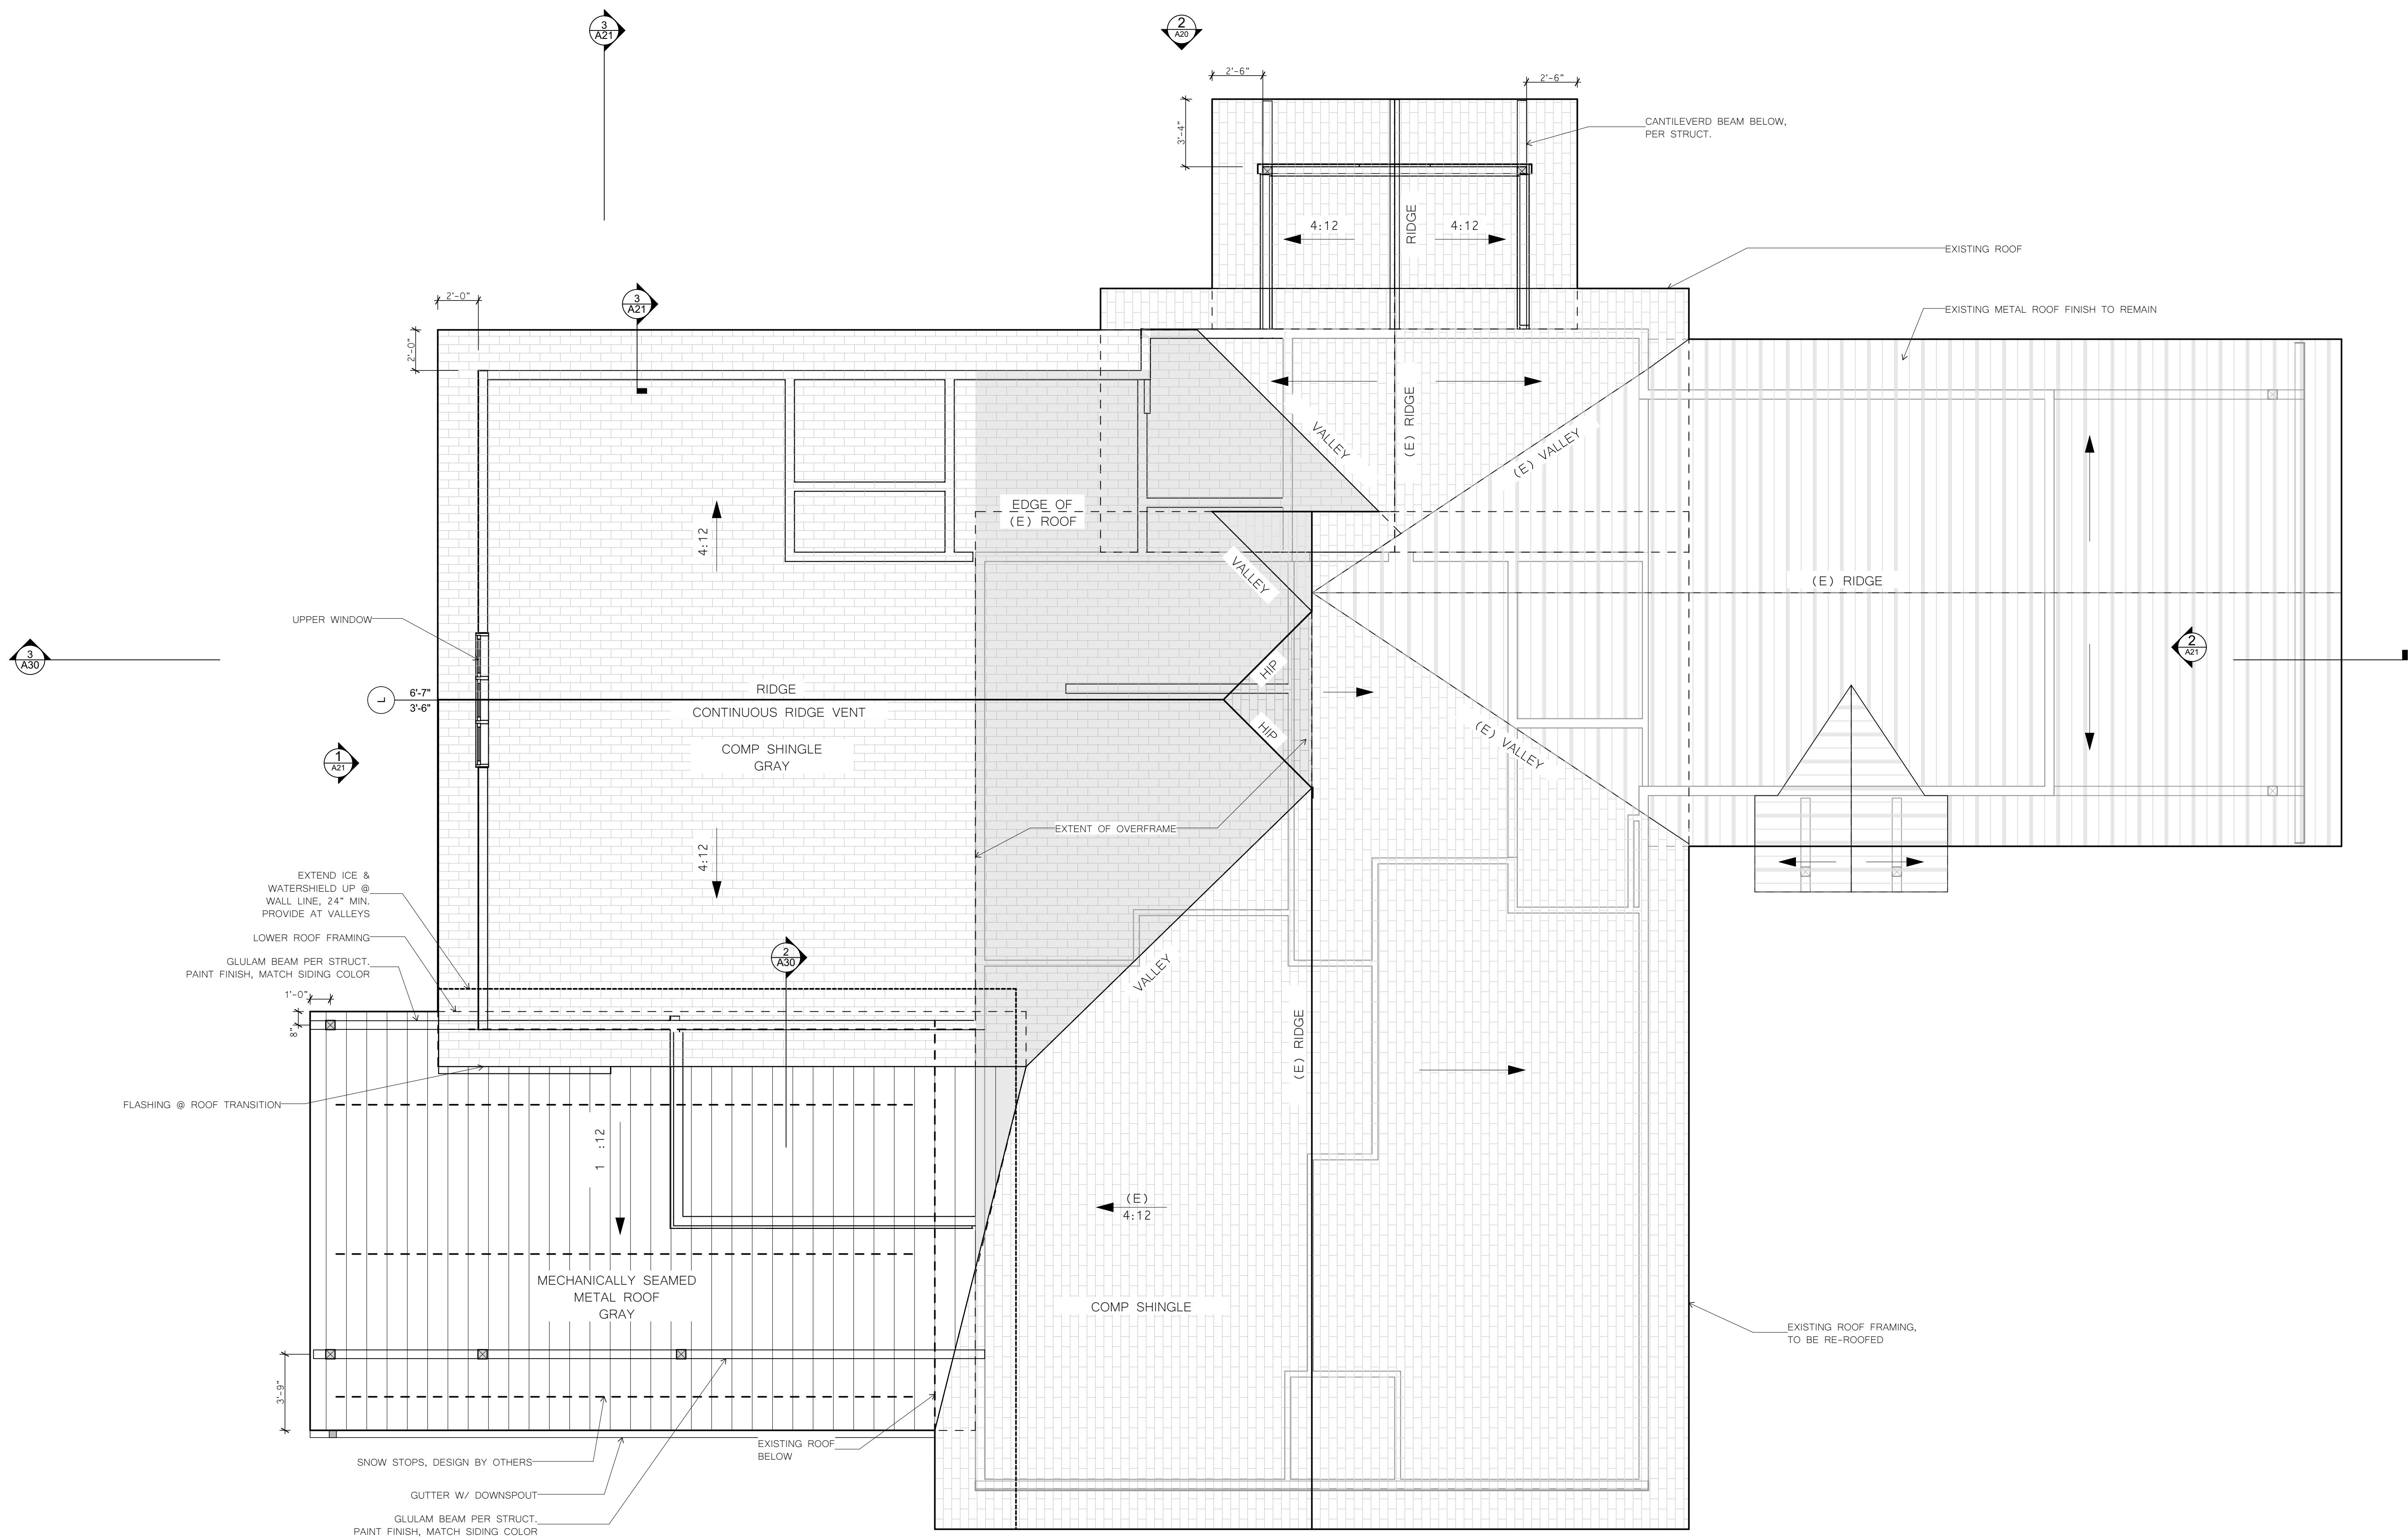 3
A21
2
A20
2'-6"
2'-6"
3'-4"
CANTILEVERD BEAM BELOW,
PER STRUCT.
4:12
RIDGE
4:12
EXISTING ROOF
2'-0"
3
A21
EXISTING METAL ROOF FINISH TO REMAIN
2'-0"
VALLEY
(E) RIDGE
(E) VALLEY
EDGE OF
(E) ROOF
4:12
VALLEY
(E) RIDGE
UPPER WINDOW
3
A30
2
A21
HIP
L
6'-7"
3'-6"
RIDGE
CONTINUOUS RIDGE VENT
HIP
(E) VALLEY
COMP SHINGLE
GRAY
1
A21
4:12
EXTENT OF OVERFRAME
EXTEND ICE &
WATERSHIELD UP @
WALL LINE, 24" MIN.
PROVIDE AT VALLEYS
LOWER ROOF FRAMING
GLULAM BEAM PER STRUCT.
PAINT FINISH, MATCH SIDING COLOR
2
A30
VALLEY
1'-0"
8"
(E) RIDGE
FLASHING @ ROOF TRANSITION
1 :12
(E)
4:12
MECHANICALLY SEAMED
METAL ROOF
GRAY
COMP SHINGLE
EXISTING ROOF FRAMING,
TO BE RE-ROOFED
3'-9"
EXISTING ROOF
BELOW
SNOW STOPS, DESIGN BY OTHERS
GUTTER W/ DOWNSPOUT
GLULAM BEAM PER STRUCT.
PAINT FINISH, MATCH SIDING COLOR